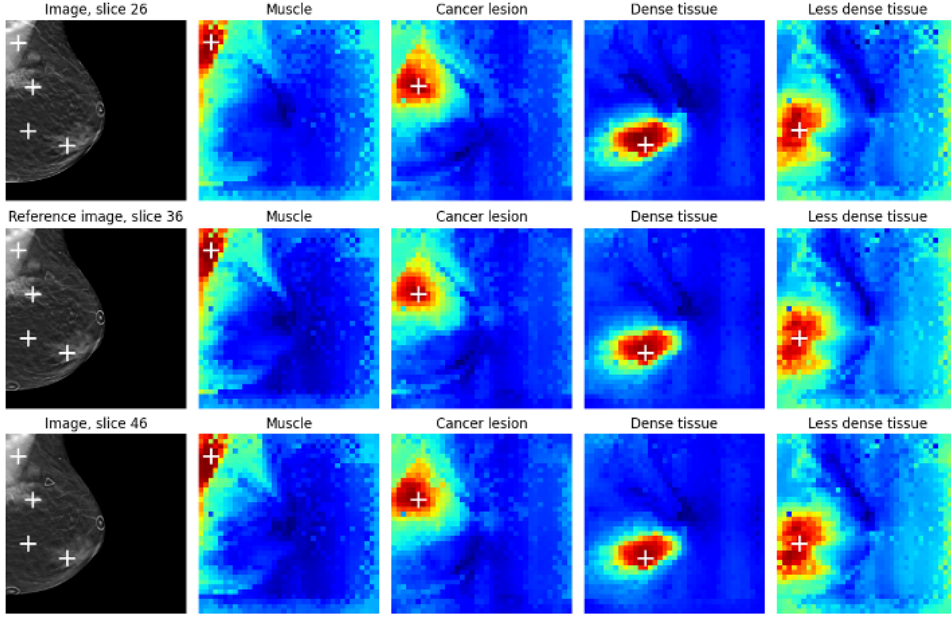 Image, slice 26 Muscle Cancer lesion Dense tissue Less dense tissue
Reference image, slice 36 Muscle Cancer lesion Dense tissue Less dense tissue
Image, slice 46 Muscle Cancer lesion Dense tissue Less dense tissue